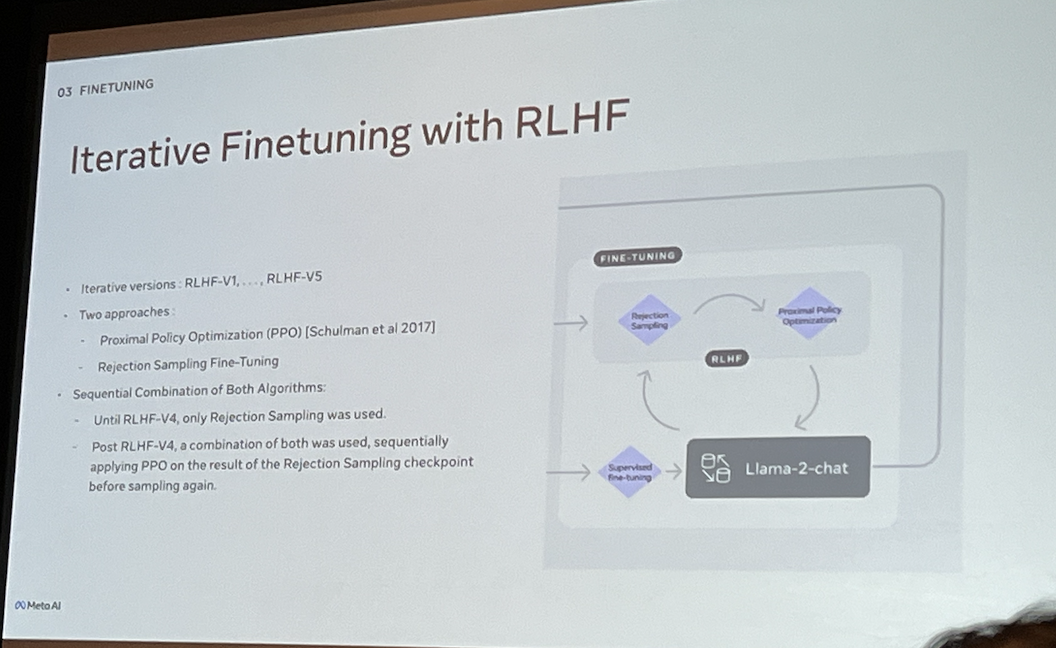 03 FINETUNING
Iterative Finetuning with RLHF
• Iterative versions : RLHF-V1, . . . , RLHF-V5
• Two approaches :
- Proximal Policy Optimization (PPO) [Schulman et al 2017]
- Rejection Sampling Fine-Tuning
• Sequential Combination of Both Algorithms:
- Until RLHF-V4, only Rejection Sampling was used.
- Post RLHF-V4, a combination of both was used, sequentially
applying PPO on the result of the Rejection Sampling checkpoint
before sampling again.
FINE-TUNING
Rejection
Sampling
Proximal Policy
Optimization
RLHF
Supervised
fine-tuning
Llama-2-chat
Meta AI